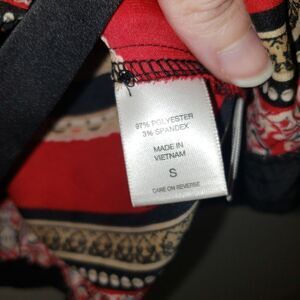 97% POLYESTER
3% SPANDEX
MADE IN
VIETNAM
S
CARE ON REVERSE